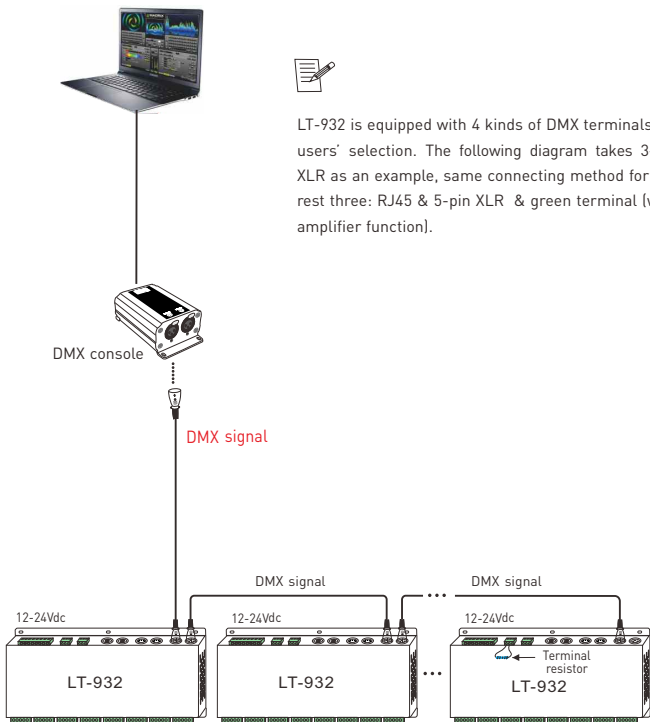 LT-932 is equipped with 4 kinds of DMX terminals
users' selection. The following diagram takes 3
XLR as an example, same connecting method for
rest three: RJ45 & 5-pin XLR & green terminal (
amplifier function).
DMX console
DMX signal
DMX signal
DMX signal
12-24Vdc
12-24Vdc
12-24Vdc
Terminal
resistor
LT-932
LT-932
LT-932